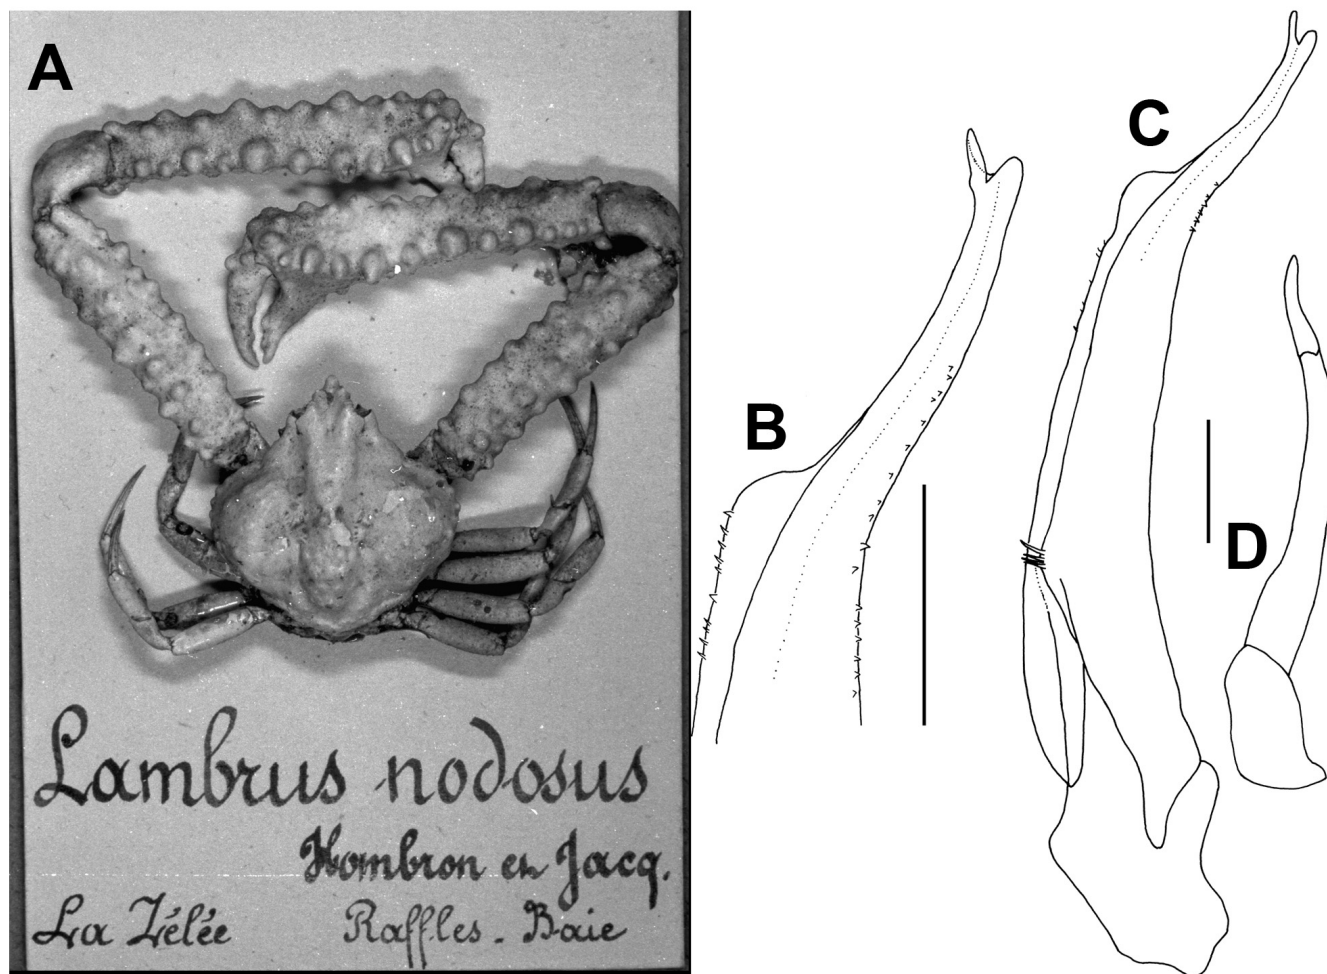 A
B
C
D
Lambrus nodosus
Hombron et Jacq.
La Zélée
Raffles. Baie